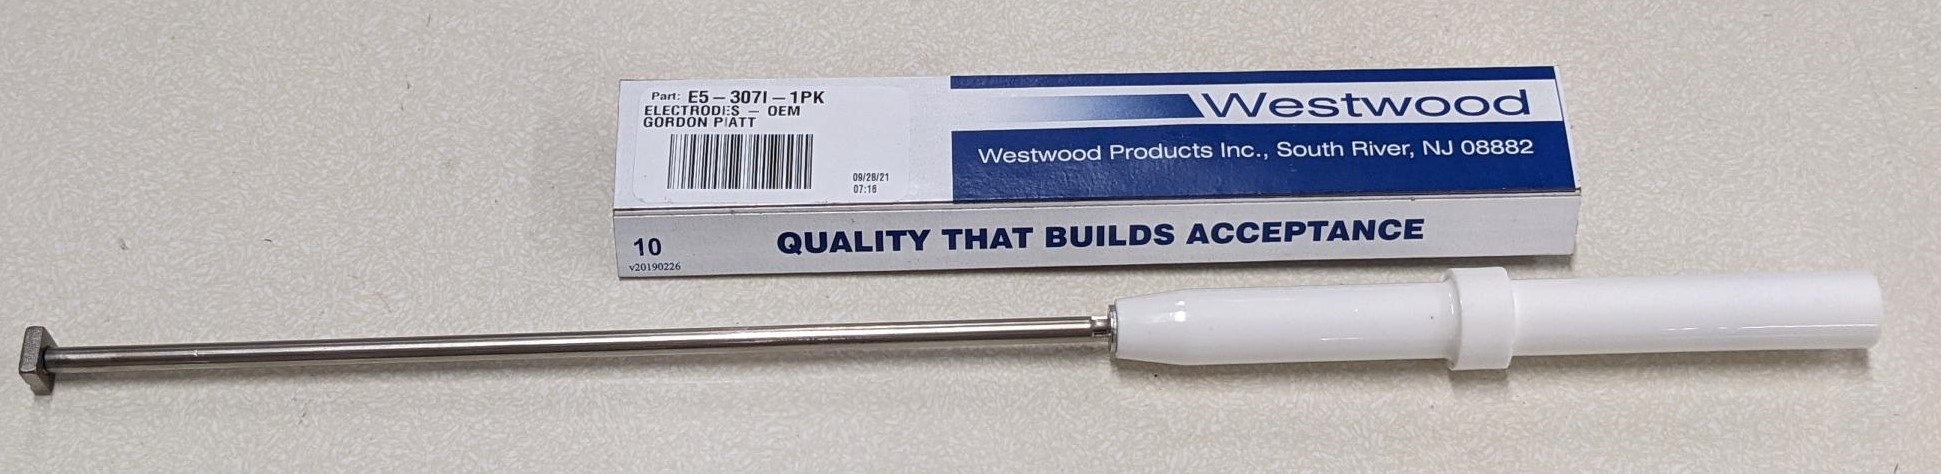 Part: E5-307I-1PK
ELECTRODES - OEM
GORDON PIATT
09/28/21
07:16
Westwood
Westwood Products Inc., South River, NJ 08882
10
v20190226
QUALITY THAT BUILDS ACCEPTANCE